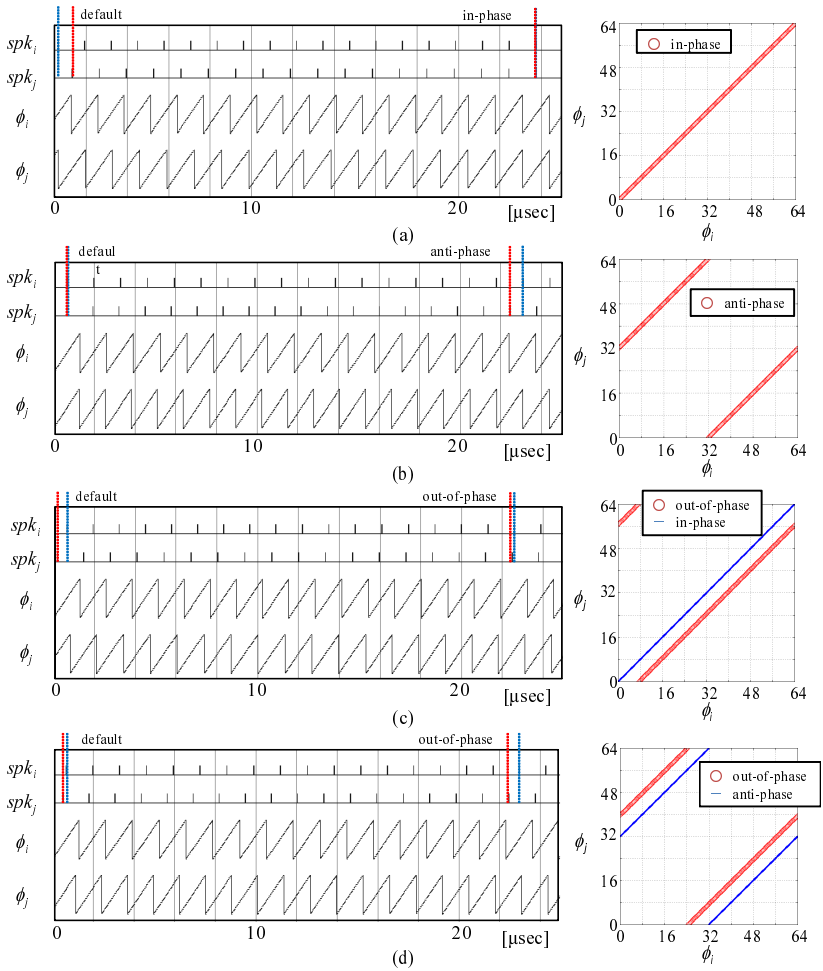 default in-phase
spk_i
spk_j
ϕ_i
ϕ_j
0 10 20 [μsec]
64
48
32
16
0
ϕ_j
in-phase
0 16 32 48 64
ϕ_i
(a)
defaul
t
anti-phase
spk_i
spk_j
ϕ_i
ϕ_j
0 10 20 [μsec]
64
48
32
16
0
ϕ_j
anti-phase
0 16 32 48 64
ϕ_i
(b)
default out-of-phase
spk_i
spk_j
ϕ_i
ϕ_j
0 10 20 [μsec]
64
48
32
16
0
ϕ_j
out-of-phase
in-phase
0 16 32 48 64
ϕ_i
(c)
default out-of-phase
spk_i
spk_j
ϕ_i
ϕ_j
0 10 20 [μsec]
64
48
32
16
0
ϕ_j
out-of-phase
anti-phase
0 16 32 48 64
ϕ_i
(d)